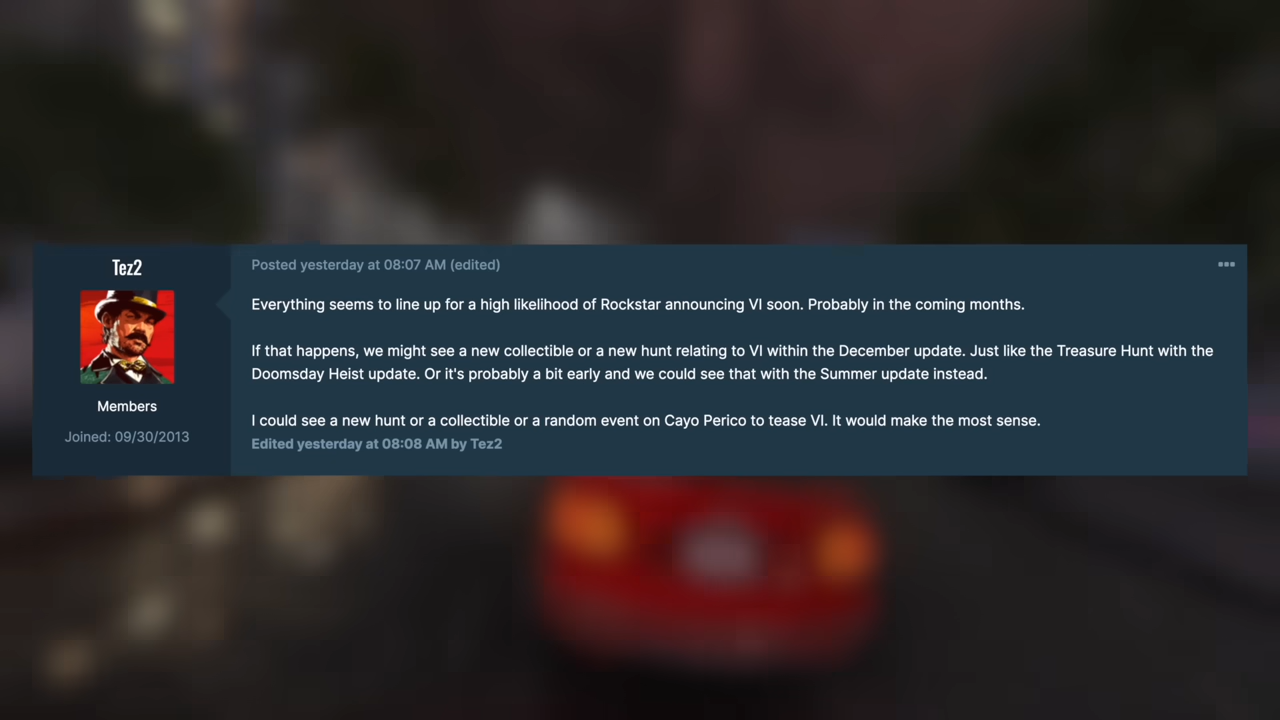 Tez2
Members
Joined: 09/30/2013
Posted yesterday at 08:07 AM (edited)
Everything seems to line up for a high likelihood of Rockstar announcing VI soon. Probably in the coming months.
If that happens, we might see a new collectible or a new hunt relating to VI within the December update. Just like the Treasure Hunt with the
Doomsday Heist update. Or it's probably a bit early and we could see that with the Summer update instead.
I could see a new hunt or a collectible or a random event on Cayo Perico to tease VI. It would make the most sense.
Edited yesterday at 08:08 AM by Tez2